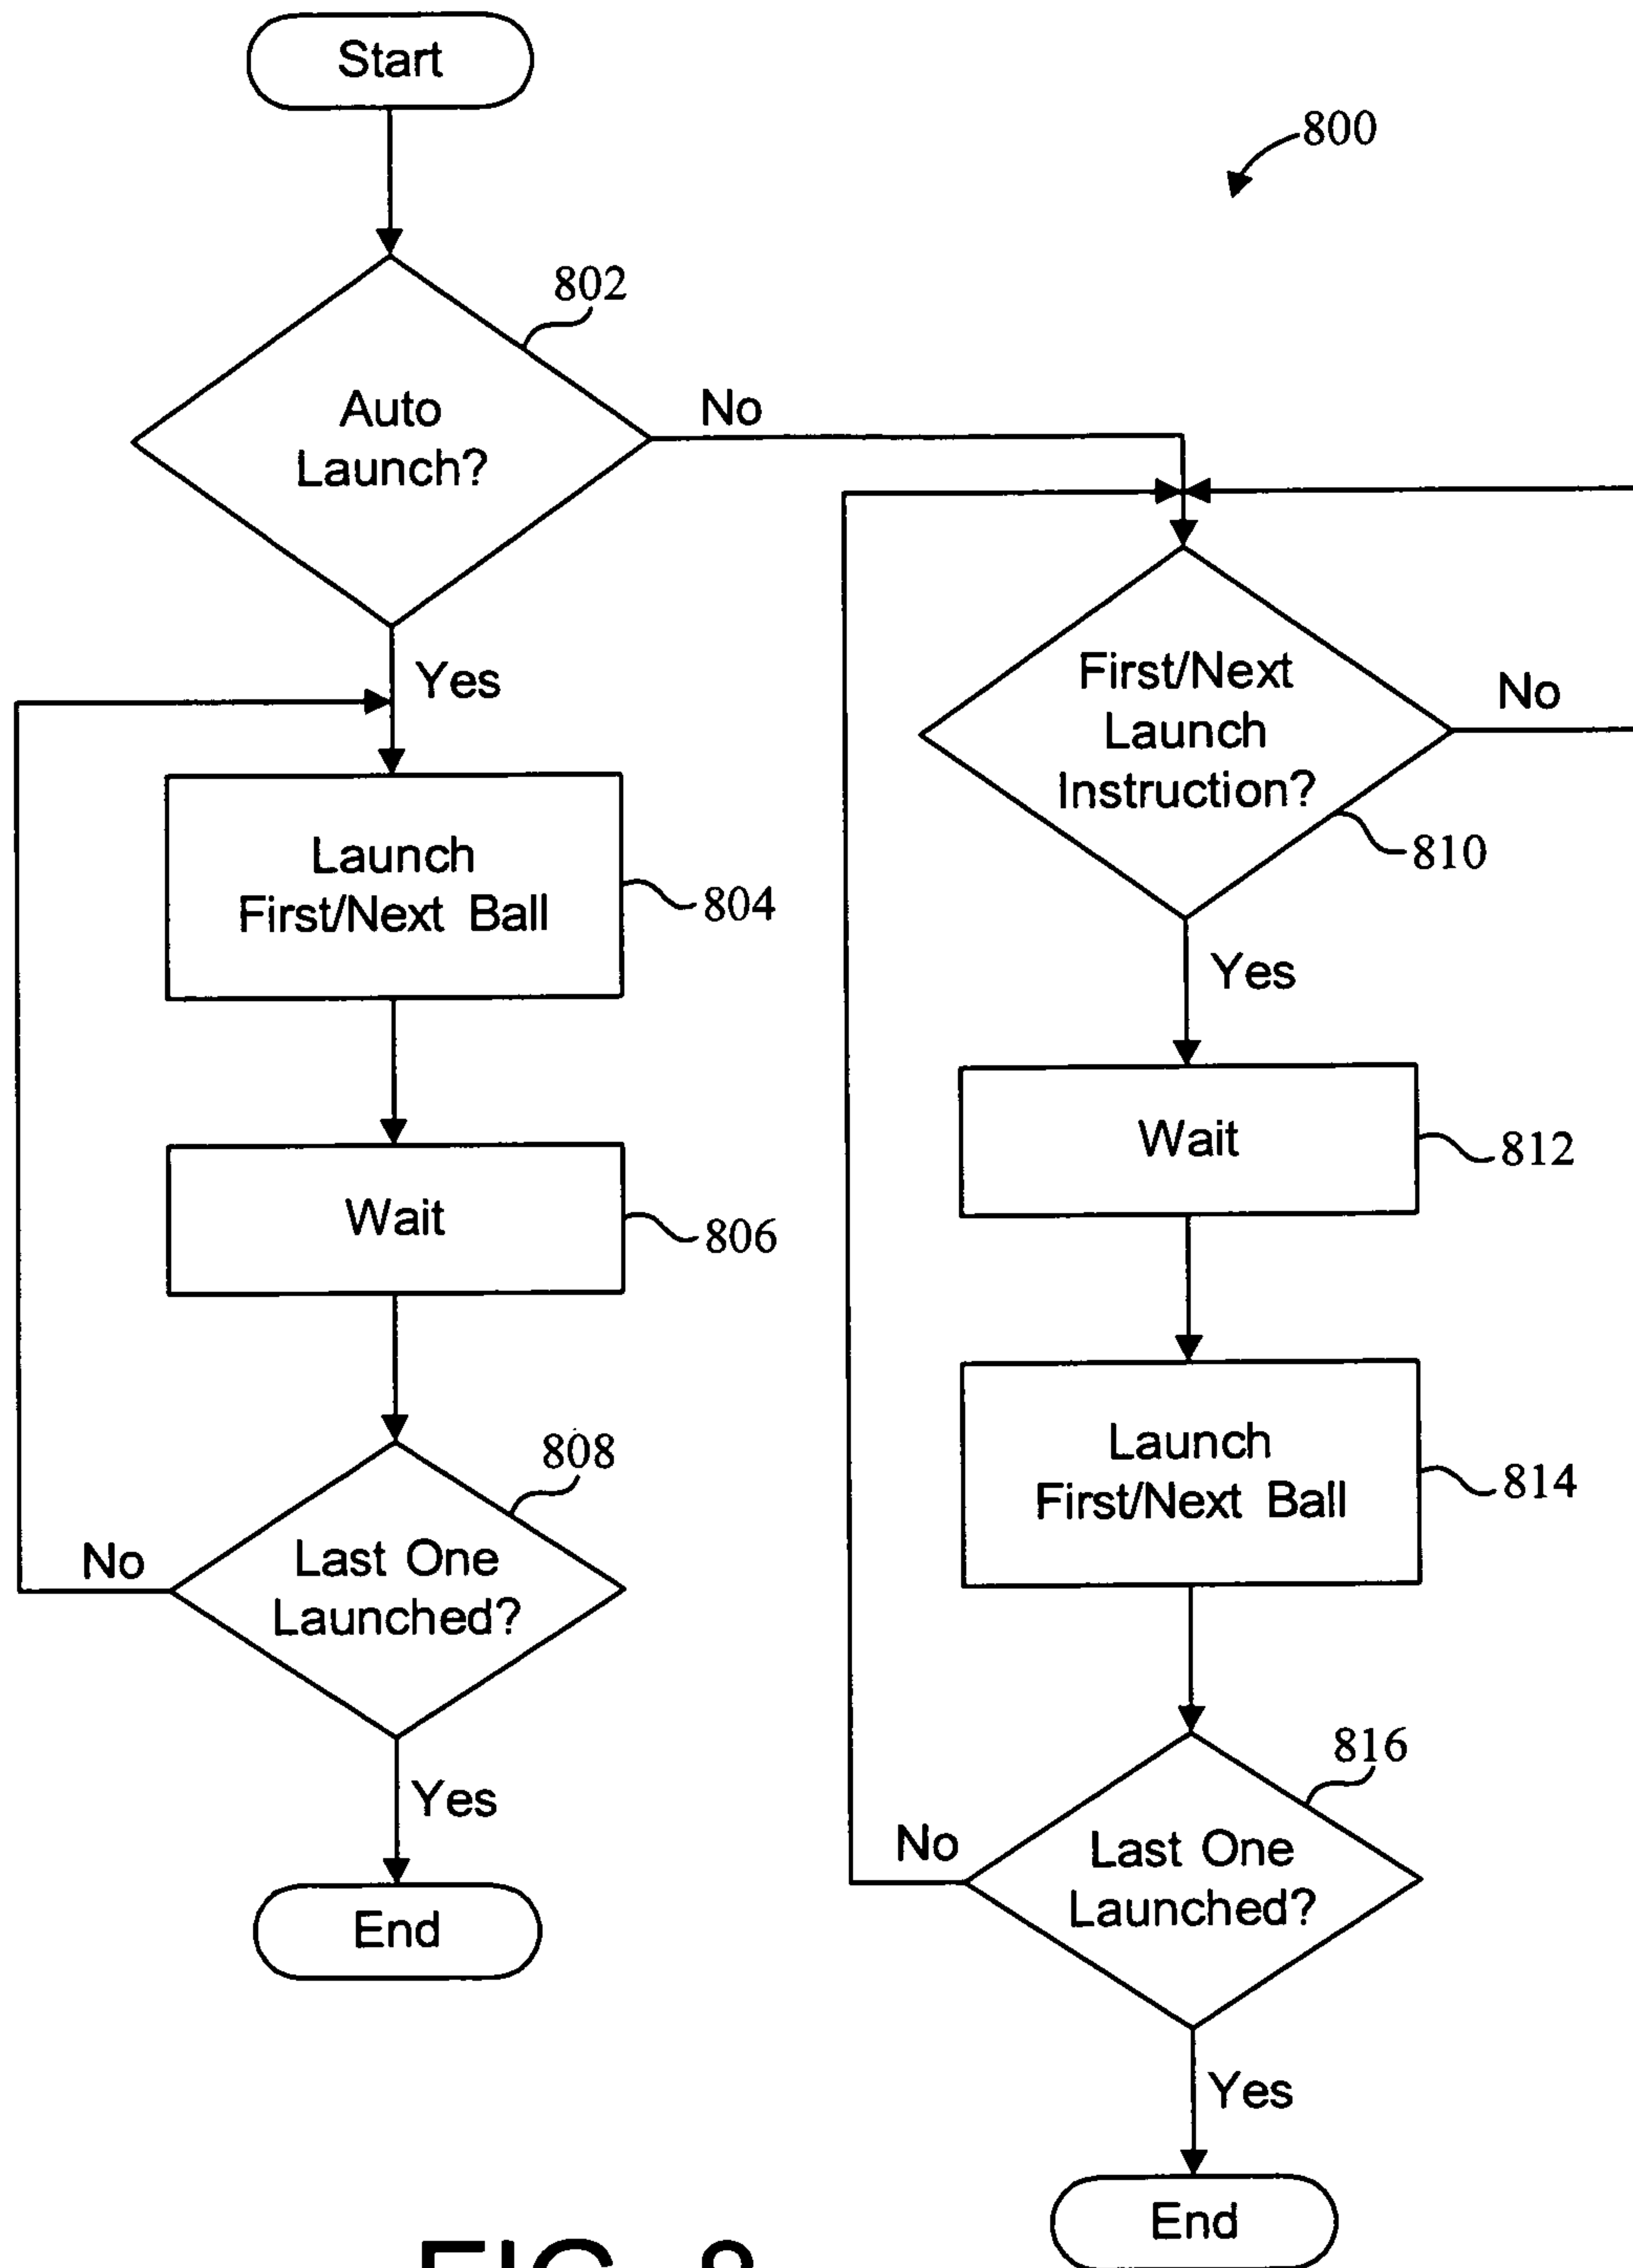 Start
800
802
Auto
Launch?
No
Yes
Launch
First/Next Ball
804
Wait
806
808
Last One
Launched?
No
Yes
End
First/Next
Launch
Instruction?
No
810
Yes
Wait
812
Launch
First/Next Ball
814
816
Last One
Launched?
No
Yes
End
FIG. 8